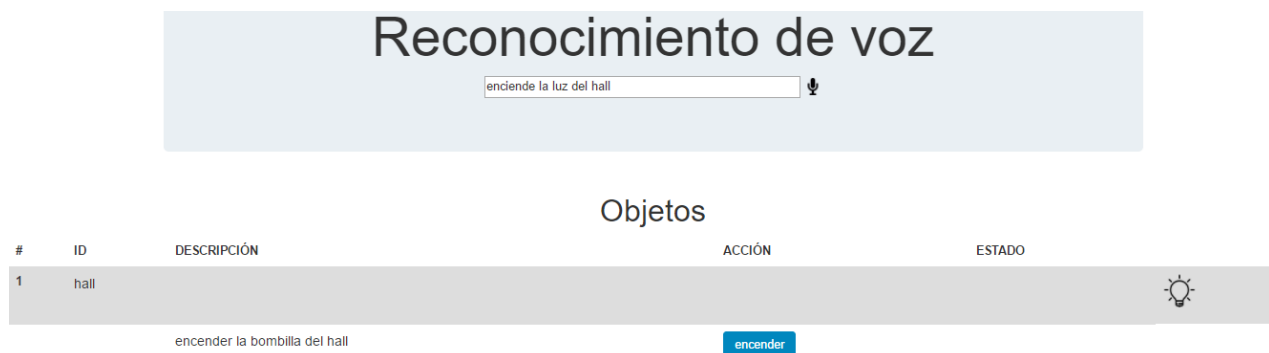 Reconocimiento de voz
enciende la luz del hall
Objetos
# ID DESCRIPCIÓN ACCIÓN ESTADO
1 hall
encender la bombilla del hall encender